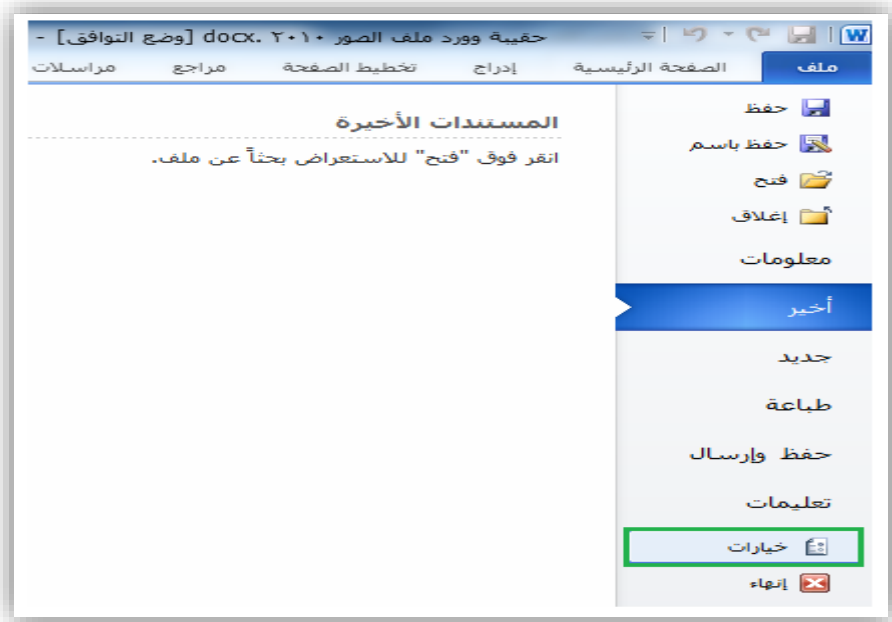 حقيبة وورد ملف الصور ٢٠١٠ .docx [وضع التوافق] -
ملف الصفحة الرئيسية إدراج تخطيط الصفحة مراجع مراسلات
حفظ
حفظ باسم
فتح
إغلاق
معلومات
أخير
جديد
طباعة
حفظ وإرسال
تعليمات
خيارات
إنهاء
المستندات الأخيرة
انقر فوق "فتح" للاستعراض بحثاً عن ملف.